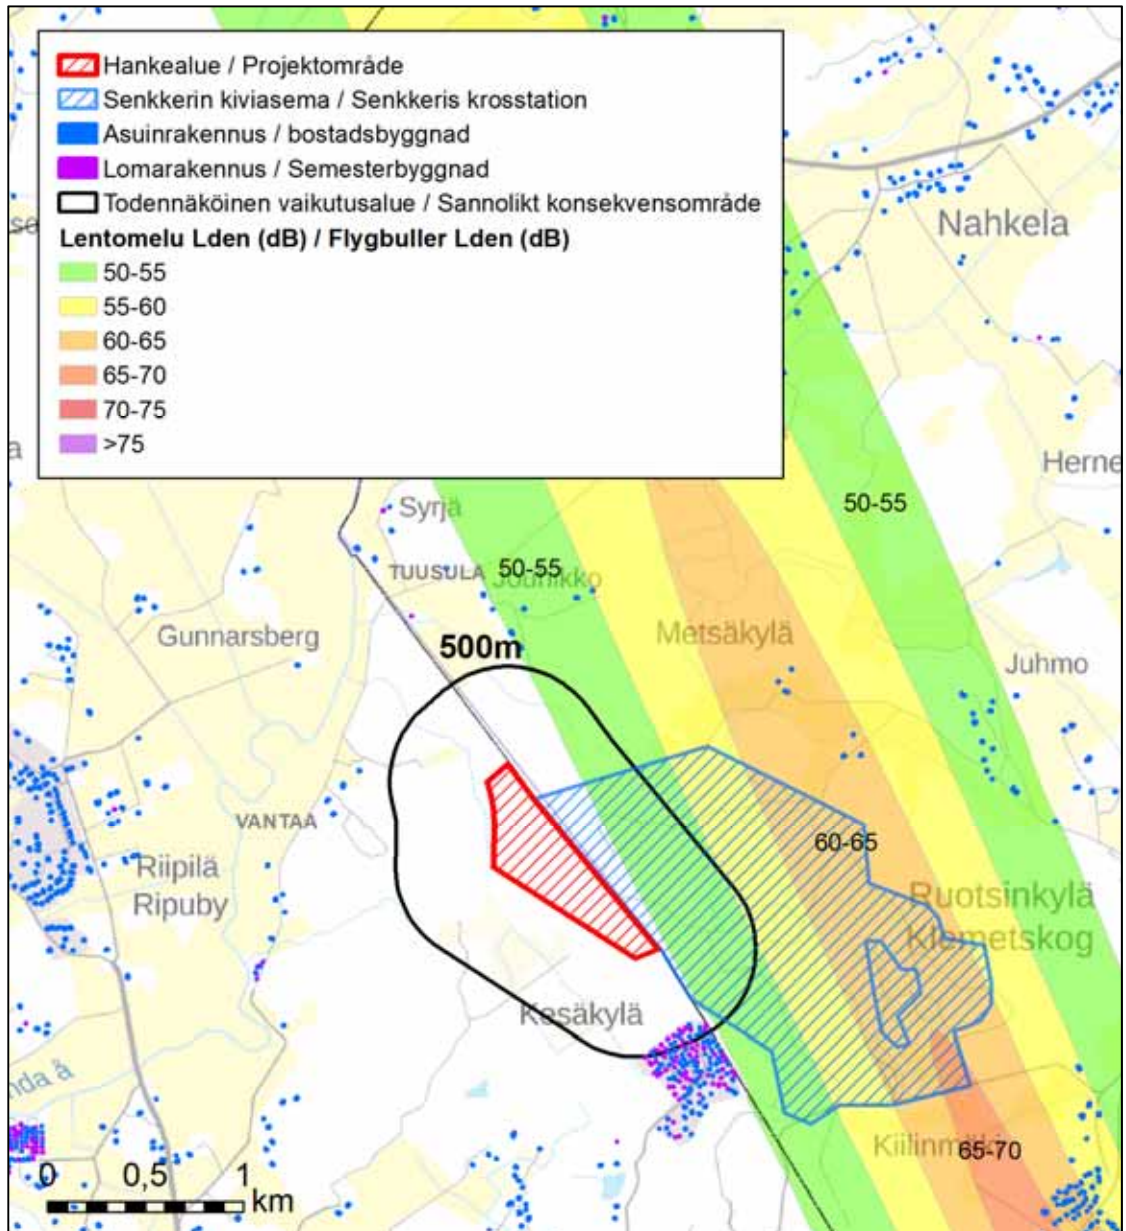 Hankealue / Projektområde
Senkkerin kiviasema / Senkkeris krosstation
Asuinrakennus / bostadsbyggnad
Lomarakennus / Semesterbyggnad
Todennäköinen vaikutusalue / Sannolikt konsekvensområde
Lentomelu Lden (dB) / Flygbuller Lden (dB)
50-55
55-60
60-65
65-70
70-75
>75
Nahkela
Herne
50-55
Syrjä
TUUSULA
50-55
Jounikko
Gunnarsberg
500m
Metsäkylä
Juhmo
VANTAA
60-65
Riipilä
Ripuby
Ruotsinkylä
Klemetskog
Kesäkylä
nda å
65-70
0 0,5 1
km